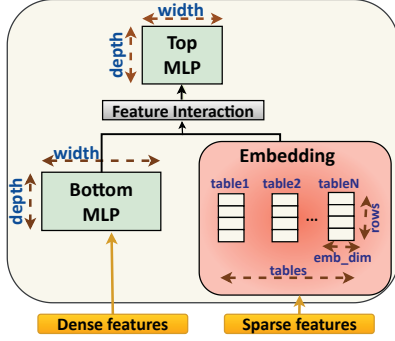 width
depth
Top
MLP
Feature Interaction
width
depth
Bottom
MLP
Embedding
table1 table2 tableN
...
rows
emb_dim
tables
Dense features
Sparse features